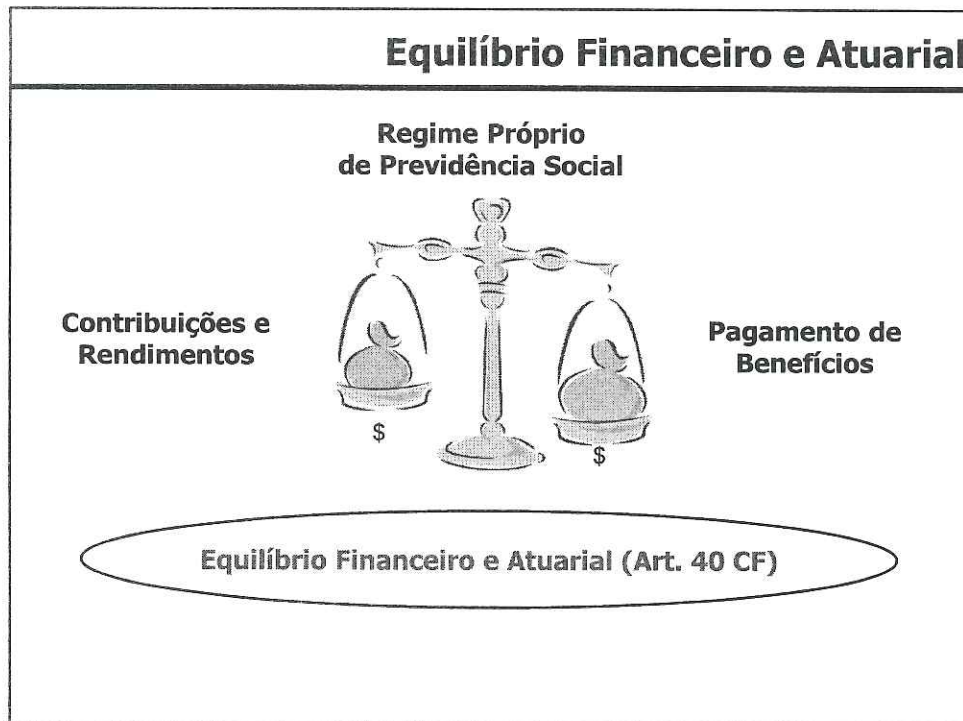 Equilíbrio Financeiro e Atuarial
Regime Próprio
de Previdência Social
Contribuições e
Rendimentos
Pagamento de
Benefícios
$
$
Equilíbrio Financeiro e Atuarial (Art. 40 CF)